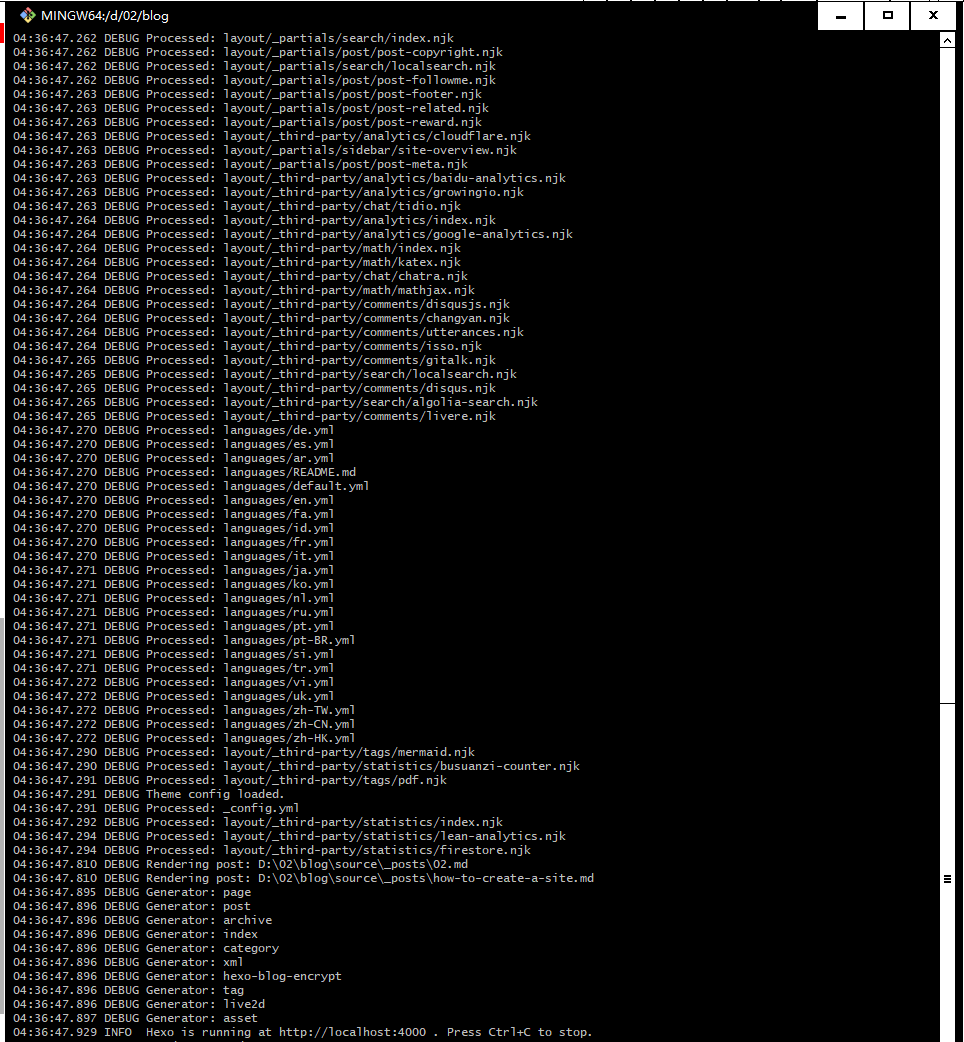 MINGW64:/d/02/blog
04:36:47.262 DEBUG Processed: layout/_partials/search/index.njk
04:36:47.262 DEBUG Processed: layout/_partials/post/post-copyright.njk
04:36:47.262 DEBUG Processed: layout/_partials/search/localsearch.njk
04:36:47.262 DEBUG Processed: layout/_partials/post/post-followme.njk
04:36:47.263 DEBUG Processed: layout/_partials/post/post-footer.njk
04:36:47.263 DEBUG Processed: layout/_partials/post/post-related.njk
04:36:47.263 DEBUG Processed: layout/_partials/post/post-reward.njk
04:36:47.263 DEBUG Processed: layout/_third-party/analytics/cloudflare.njk
04:36:47.263 DEBUG Processed: layout/_partials/sidebar/site-overview.njk
04:36:47.263 DEBUG Processed: layout/_partials/post/post-meta.njk
04:36:47.263 DEBUG Processed: layout/_third-party/analytics/baidu-analytics.njk
04:36:47.263 DEBUG Processed: layout/_third-party/analytics/growingio.njk
04:36:47.263 DEBUG Processed: layout/_third-party/chat/tidio.njk
04:36:47.264 DEBUG Processed: layout/_third-party/analytics/index.njk
04:36:47.264 DEBUG Processed: layout/_third-party/analytics/google-analytics.njk
04:36:47.264 DEBUG Processed: layout/_third-party/math/index.njk
04:36:47.264 DEBUG Processed: layout/_third-party/math/katex.njk
04:36:47.264 DEBUG Processed: layout/_third-party/chat/chatra.njk
04:36:47.264 DEBUG Processed: layout/_third-party/math/mathjax.njk
04:36:47.264 DEBUG Processed: layout/_third-party/comments/disqusjs.njk
04:36:47.264 DEBUG Processed: layout/_third-party/comments/changyan.njk
04:36:47.264 DEBUG Processed: layout/_third-party/comments/utterances.njk
04:36:47.264 DEBUG Processed: layout/_third-party/comments/isso.njk
04:36:47.265 DEBUG Processed: layout/_third-party/comments/gitalk.njk
04:36:47.265 DEBUG Processed: layout/_third-party/search/localsearch.njk
04:36:47.265 DEBUG Processed: layout/_third-party/comments/disqus.njk
04:36:47.265 DEBUG Processed: layout/_third-party/search/algolia-search.njk
04:36:47.265 DEBUG Processed: layout/_third-party/comments/livere.njk
04:36:47.270 DEBUG Processed: languages/de.yml
04:36:47.270 DEBUG Processed: languages/es.yml
04:36:47.270 DEBUG Processed: languages/ar.yml
04:36:47.270 DEBUG Processed: languages/README.md
04:36:47.270 DEBUG Processed: languages/default.yml
04:36:47.270 DEBUG Processed: languages/en.yml
04:36:47.270 DEBUG Processed: languages/fa.yml
04:36:47.270 DEBUG Processed: languages/id.yml
04:36:47.270 DEBUG Processed: languages/fr.yml
04:36:47.270 DEBUG Processed: languages/it.yml
04:36:47.271 DEBUG Processed: languages/ja.yml
04:36:47.271 DEBUG Processed: languages/ko.yml
04:36:47.271 DEBUG Processed: languages/nl.yml
04:36:47.271 DEBUG Processed: languages/ru.yml
04:36:47.271 DEBUG Processed: languages/pt.yml
04:36:47.271 DEBUG Processed: languages/pt-BR.yml
04:36:47.271 DEBUG Processed: languages/si.yml
04:36:47.271 DEBUG Processed: languages/tr.yml
04:36:47.272 DEBUG Processed: languages/vi.yml
04:36:47.272 DEBUG Processed: languages/uk.yml
04:36:47.272 DEBUG Processed: languages/zh-TW.yml
04:36:47.272 DEBUG Processed: languages/zh-CN.yml
04:36:47.272 DEBUG Processed: languages/zh-HK.yml
04:36:47.290 DEBUG Processed: layout/_third-party/tags/mermaid.njk
04:36:47.290 DEBUG Processed: layout/_third-party/statistics/busuanzi-counter.njk
04:36:47.291 DEBUG Processed: layout/_third-party/tags/pdf.njk
04:36:47.291 DEBUG Theme config loaded.
04:36:47.291 DEBUG Processed: _config.yml
04:36:47.292 DEBUG Processed: layout/_third-party/statistics/index.njk
04:36:47.294 DEBUG Processed: layout/_third-party/statistics/lean-analytics.njk
04:36:47.294 DEBUG Processed: layout/_third-party/statistics/firestore.njk
04:36:47.810 DEBUG Rendering post: D:\02\blog\source\_posts\02.md
04:36:47.810 DEBUG Rendering post: D:\02\blog\source\_posts\how-to-create-a-site.md
04:36:47.895 DEBUG Generator: page
04:36:47.896 DEBUG Generator: post
04:36:47.896 DEBUG Generator: archive
04:36:47.896 DEBUG Generator: index
04:36:47.896 DEBUG Generator: category
04:36:47.896 DEBUG Generator: xml
04:36:47.896 DEBUG Generator: hexo-blog-encrypt
04:36:47.896 DEBUG Generator: tag
04:36:47.896 DEBUG Generator: live2d
04:36:47.897 DEBUG Generator: asset
04:36:47.929 INFO  Hexo is running at http://localhost:4000 . Press Ctrl+C to stop.